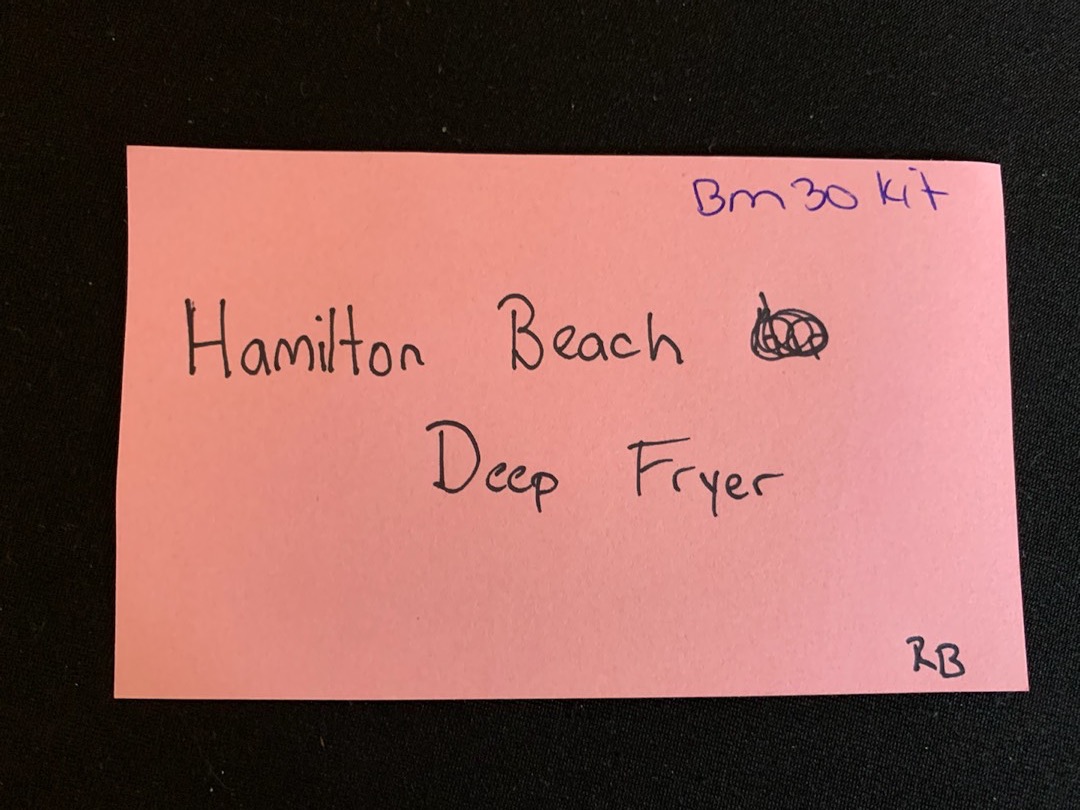 Bm30 Kit
Hamilton Beach
Deep Fryer
RB